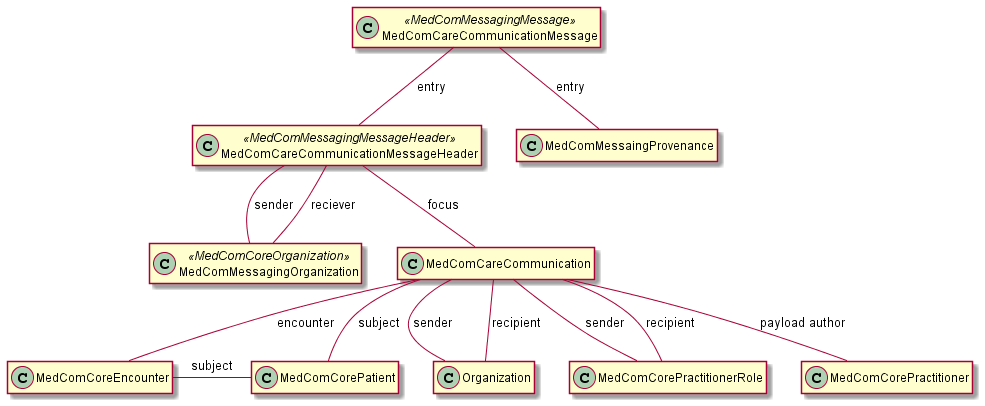 C
«MedComMessagingMessage»
MedComCareCommunicationMessage
entry
entry
C
«MedComMessagingMessageHeader»
MedComCareCommunicationMessageHeader
C
MedComMessaingProvenance
sender
reciever
focus
C
«MedComCoreOrganization»
MedComMessagingOrganization
C
MedComCareCommunication
encounter
subject
sender
recipient
sender
recipient
payload author
C
MedComCoreEncounter
subject
C
MedComCorePatient
C
Organization
C
MedComCorePractitionerRole
C
MedComCorePractitioner